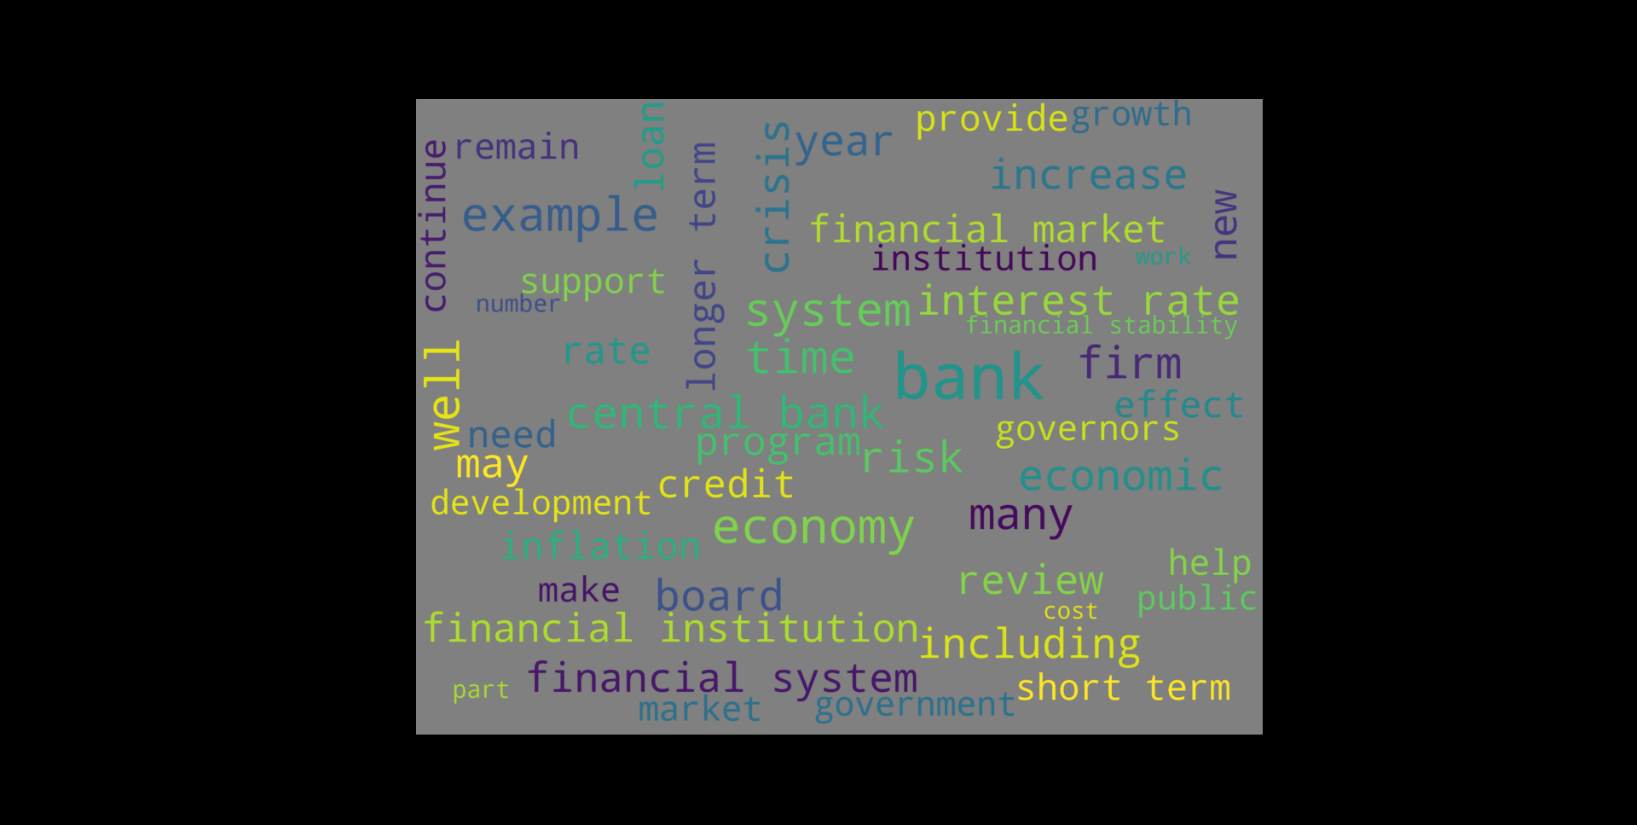 provide
growth
loan
crisis
year
remain
continue
longer term
increase
new
example
financial market
institution
work
support
number
system
interest rate
financial stability
rate
time
bank
firm
well
effect
central bank
need
governors
program
risk
may
economic
credit
development
many
economy
inflation
help
review
make
board
public
cost
financial institution
including
financial system
part
short term
market
government